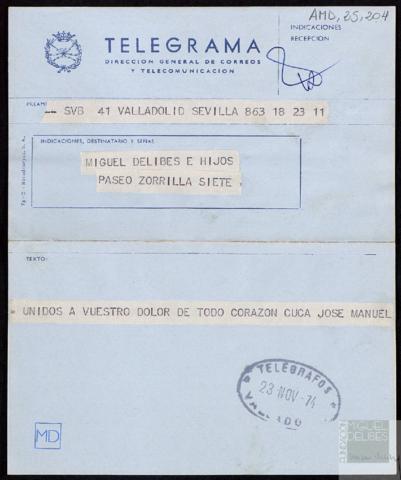 AMD, 25, 204
TELEGRAMA
DIRECCION GENERAL DE CORREOS
Y TELECOMUNICACION
INDICACIONES
RECEPCION
SVB 41 VALLADOLID SEVILLA 863 18 23 11
INDICACIONES, DESTINATARIO Y SEÑAS:
MIGUEL DELIBES E HIJOS
PASEO ZORRILLA SIETE
TEXTO:
UNIDOS A VUESTRO DOLOR DE TODO CORAZON CUCA JOSE MANUEL
TELEGRAFOS
23 NOV 74
MD
FUNDACIÓN
MIGUEL
DELIBES